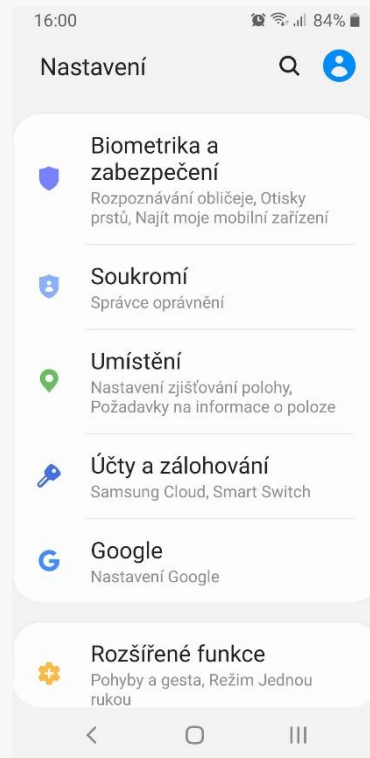 16:00 84%
Nastavení
Biometrika a
zabezpečení
Rozpoznávání obličeje, Otisky
prstů, Najít moje mobilní zařízení
Soukromí
Správce oprávnění
Umístění
Nastavení zjišťování polohy,
Požadavky na informace o poloze
Účty a zálohování
Samsung Cloud, Smart Switch
Google
Nastavení Google
Rozšířené funkce
Pohyby a gesta, Režim Jednou
rukou